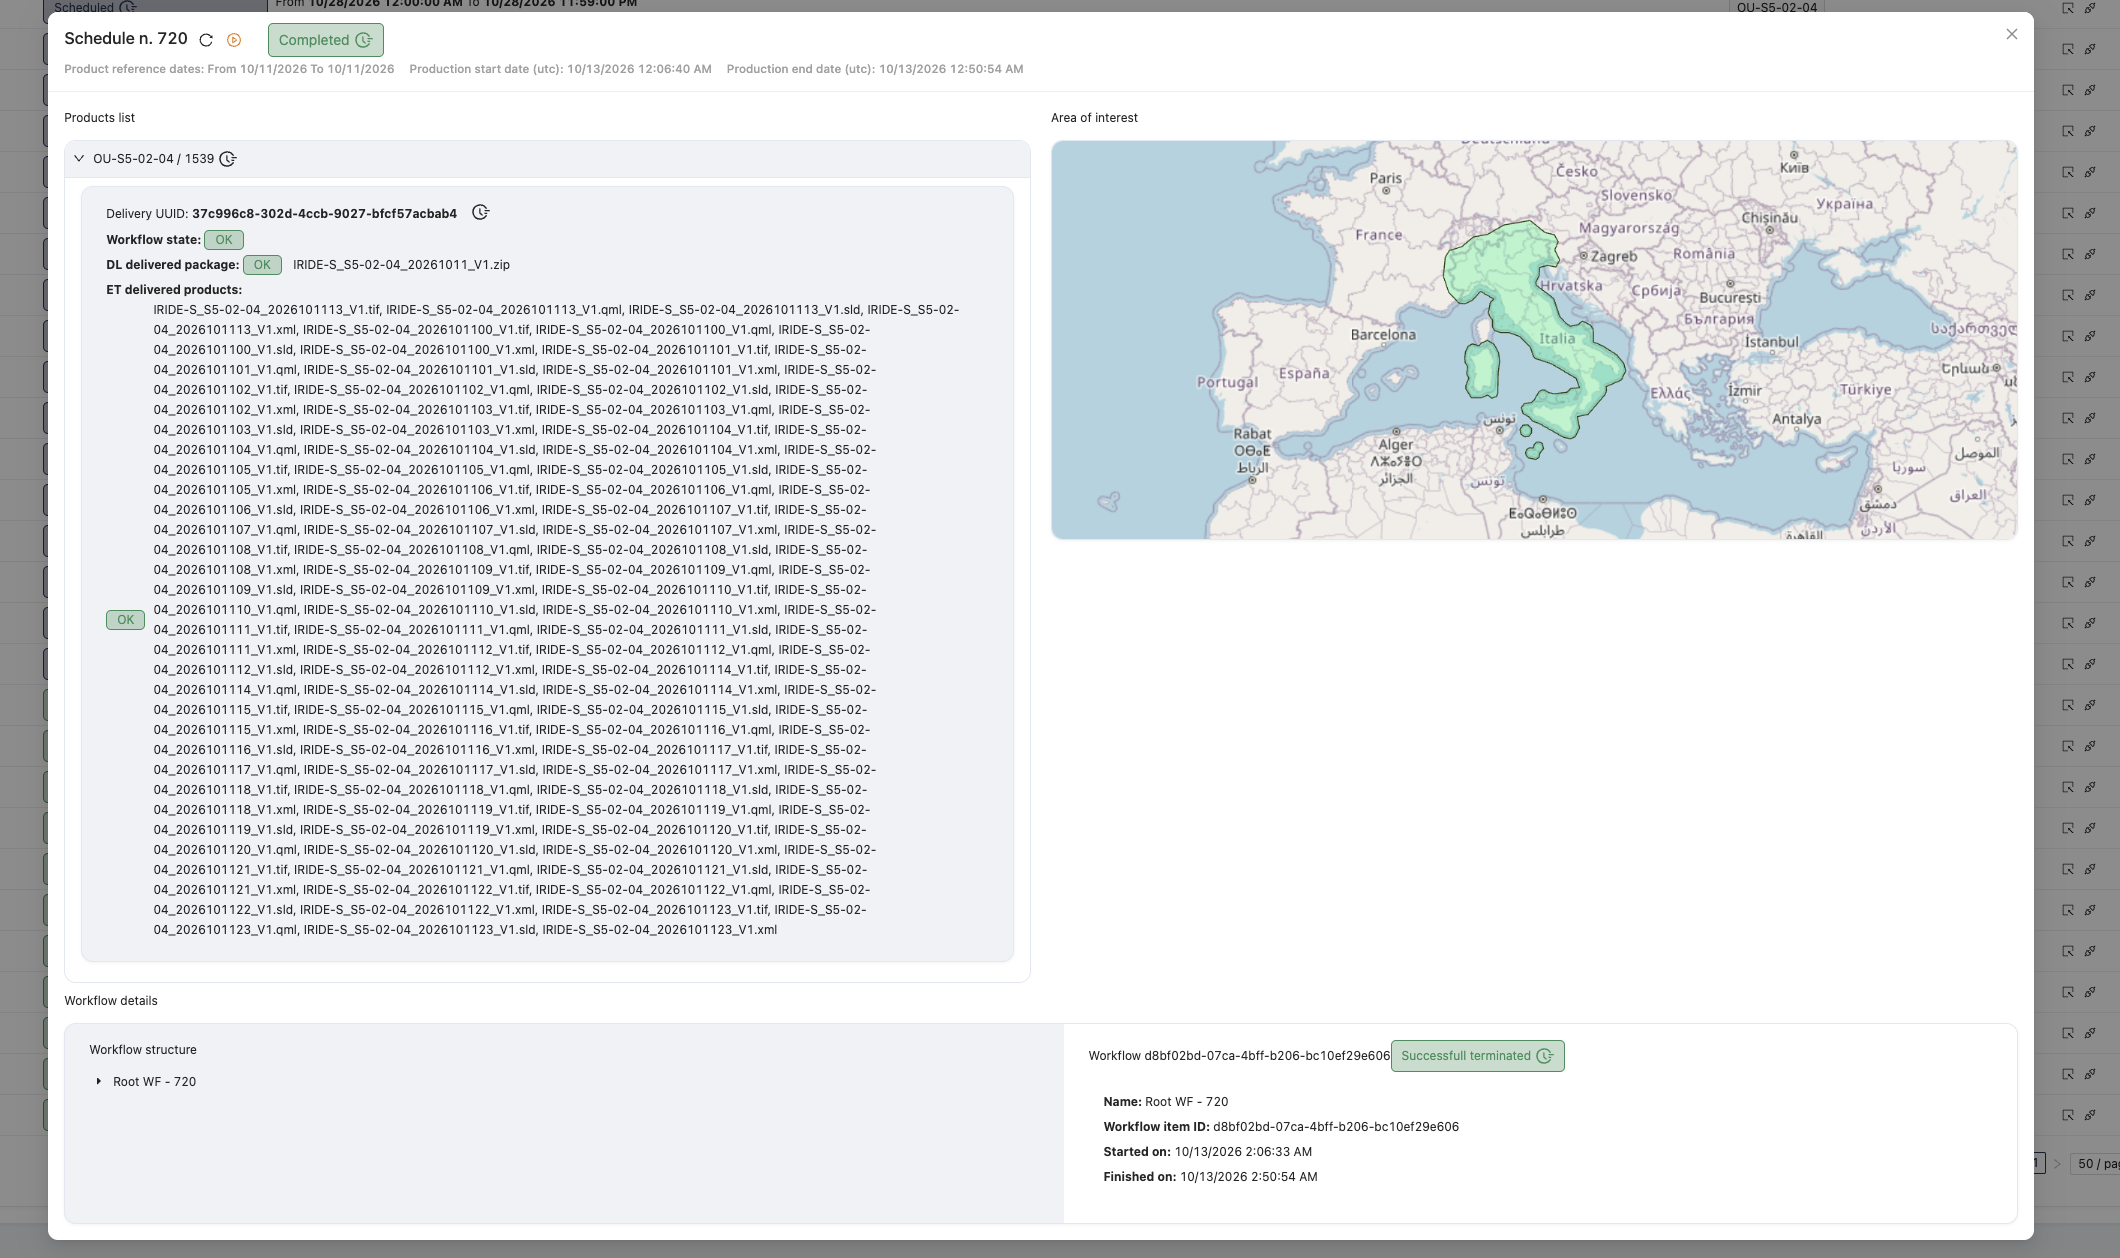 Scheduled
From 10/28/2026 12:00:00 AM To 10/28/2026 11:59:00 PM
OU-S5-02-04
Schedule n. 720
Completed
Product reference dates: From 10/11/2026 To 10/11/2026 Production start date (utc): 10/13/2026 12:06:40 AM Production end date (utc): 10/13/2026 12:50:54 AM
Products list
OU-S5-02-04 / 1539
Delivery UUID: 37c996c8-302d-4ccb-9027-bfcf57acbab4
Workflow state: OK
DL delivered package: OK IRIDE-S_S5-02-04_20261011_V1.zip
ET delivered products:
IRIDE-S_S5-02-04_2026101113_V1.tif, IRIDE-S_S5-02-04_2026101113_V1.qml, IRIDE-S_S5-02-04_2026101113_V1.sld, IRIDE-S_S5-02-
04_2026101113_V1.xml, IRIDE-S_S5-02-04_2026101100_V1.tif, IRIDE-S_S5-02-04_2026101100_V1.qml, IRIDE-S_S5-02-
04_2026101100_V1.sld, IRIDE-S_S5-02-04_2026101100_V1.xml, IRIDE-S_S5-02-04_2026101101_V1.tif, IRIDE-S_S5-02-
04_2026101101_V1.qml, IRIDE-S_S5-02-04_2026101101_V1.sld, IRIDE-S_S5-02-04_2026101101_V1.xml, IRIDE-S_S5-02-
04_2026101102_V1.tif, IRIDE-S_S5-02-04_2026101102_V1.qml, IRIDE-S_S5-02-04_2026101102_V1.sld, IRIDE-S_S5-02-
04_2026101102_V1.xml, IRIDE-S_S5-02-04_2026101103_V1.tif, IRIDE-S_S5-02-04_2026101103_V1.qml, IRIDE-S_S5-02-
04_2026101103_V1.sld, IRIDE-S_S5-02-04_2026101103_V1.xml, IRIDE-S_S5-02-04_2026101104_V1.tif, IRIDE-S_S5-02-
04_2026101104_V1.qml, IRIDE-S_S5-02-04_2026101104_V1.sld, IRIDE-S_S5-02-04_2026101104_V1.xml, IRIDE-S_S5-02-
04_2026101105_V1.tif, IRIDE-S_S5-02-04_2026101105_V1.qml, IRIDE-S_S5-02-04_2026101105_V1.sld, IRIDE-S_S5-02-
04_2026101105_V1.xml, IRIDE-S_S5-02-04_2026101106_V1.tif, IRIDE-S_S5-02-04_2026101106_V1.qml, IRIDE-S_S5-02-
04_2026101106_V1.sld, IRIDE-S_S5-02-04_2026101106_V1.xml, IRIDE-S_S5-02-04_2026101107_V1.tif, IRIDE-S_S5-02-
04_2026101107_V1.qml, IRIDE-S_S5-02-04_2026101107_V1.sld, IRIDE-S_S5-02-04_2026101107_V1.xml, IRIDE-S_S5-02-
04_2026101108_V1.tif, IRIDE-S_S5-02-04_2026101108_V1.qml, IRIDE-S_S5-02-04_2026101108_V1.sld, IRIDE-S_S5-02-
04_2026101108_V1.xml, IRIDE-S_S5-02-04_2026101109_V1.tif, IRIDE-S_S5-02-04_2026101109_V1.qml, IRIDE-S_S5-02-
04_2026101109_V1.sld, IRIDE-S_S5-02-04_2026101109_V1.xml, IRIDE-S_S5-02-04_2026101110_V1.tif, IRIDE-S_S5-02-
04_2026101110_V1.qml, IRIDE-S_S5-02-04_2026101110_V1.sld, IRIDE-S_S5-02-04_2026101110_V1.xml, IRIDE-S_S5-02-
OK
04_2026101111_V1.tif, IRIDE-S_S5-02-04_2026101111_V1.qml, IRIDE-S_S5-02-04_2026101111_V1.sld, IRIDE-S_S5-02-
04_2026101111_V1.xml, IRIDE-S_S5-02-04_2026101112_V1.tif, IRIDE-S_S5-02-04_2026101112_V1.qml, IRIDE-S_S5-02-
04_2026101112_V1.sld, IRIDE-S_S5-02-04_2026101112_V1.xml, IRIDE-S_S5-02-04_2026101114_V1.tif, IRIDE-S_S5-02-
04_2026101114_V1.qml, IRIDE-S_S5-02-04_2026101114_V1.sld, IRIDE-S_S5-02-04_2026101114_V1.xml, IRIDE-S_S5-02-
04_2026101115_V1.tif, IRIDE-S_S5-02-04_2026101115_V1.qml, IRIDE-S_S5-02-04_2026101115_V1.sld, IRIDE-S_S5-02-
04_2026101115_V1.xml, IRIDE-S_S5-02-04_2026101116_V1.tif, IRIDE-S_S5-02-04_2026101116_V1.qml, IRIDE-S_S5-02-
04_2026101116_V1.sld, IRIDE-S_S5-02-04_2026101116_V1.xml, IRIDE-S_S5-02-04_2026101117_V1.tif, IRIDE-S_S5-02-
04_2026101117_V1.qml, IRIDE-S_S5-02-04_2026101117_V1.sld, IRIDE-S_S5-02-04_2026101117_V1.xml, IRIDE-S_S5-02-
04_2026101118_V1.tif, IRIDE-S_S5-02-04_2026101118_V1.qml, IRIDE-S_S5-02-04_2026101118_V1.sld, IRIDE-S_S5-02-
04_2026101118_V1.xml, IRIDE-S_S5-02-04_2026101119_V1.tif, IRIDE-S_S5-02-04_2026101119_V1.qml, IRIDE-S_S5-02-
04_2026101119_V1.sld, IRIDE-S_S5-02-04_2026101119_V1.xml, IRIDE-S_S5-02-04_2026101120_V1.tif, IRIDE-S_S5-02-
04_2026101120_V1.qml, IRIDE-S_S5-02-04_2026101120_V1.sld, IRIDE-S_S5-02-04_2026101120_V1.xml, IRIDE-S_S5-02-
04_2026101121_V1.tif, IRIDE-S_S5-02-04_2026101121_V1.qml, IRIDE-S_S5-02-04_2026101121_V1.sld, IRIDE-S_S5-02-
04_2026101121_V1.xml, IRIDE-S_S5-02-04_2026101122_V1.tif, IRIDE-S_S5-02-04_2026101122_V1.qml, IRIDE-S_S5-02-
04_2026101122_V1.sld, IRIDE-S_S5-02-04_2026101122_V1.xml, IRIDE-S_S5-02-04_2026101123_V1.tif, IRIDE-S_S5-02-
04_2026101123_V1.qml, IRIDE-S_S5-02-04_2026101123_V1.sld, IRIDE-S_S5-02-04_2026101123_V1.xml
Area of interest
Deutschland
Paris
Česko
Київ
Slovensko
Україна
France
Magyarország
Chișinău
Zagreb
România
Hrvatska
Србија
București
България
Barcelona
Italia
İstanbul
España
Portugal
Ελλάς
İzmir
Türkiye
Antalya
تونس
Rabat
ⵔⴱⴰⵟ
الرباط
Alger
الجزائر
تونس
سوريا
الموصل
دمشق
العراق
طرابلس
القاهرة
الأردن
Workflow details
Workflow structure
Root WF - 720
Workflow d8bf02bd-07ca-4bff-b206-bc10ef29e606 Successfull terminated
Name: Root WF - 720
Workflow item ID: d8bf02bd-07ca-4bff-b206-bc10ef29e606
Started on: 10/13/2026 2:06:33 AM
Finished on: 10/13/2026 2:50:54 AM
1
50 / pag